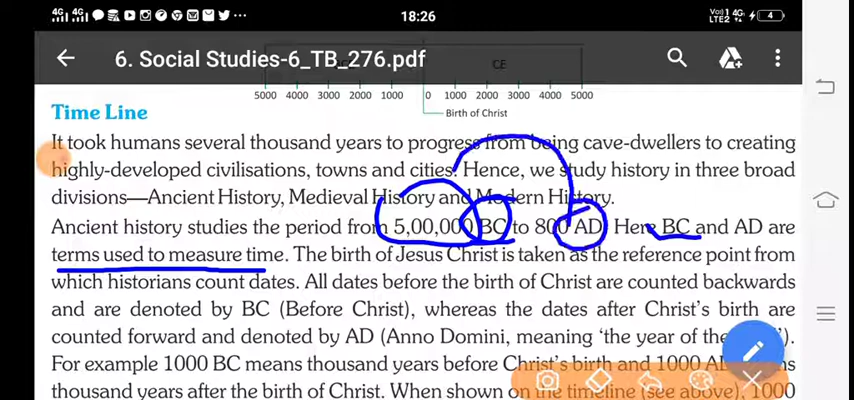 4G 4G 18:26 Vo)) 1 4G LTE2 4
6. Social Studies-6_TB_276.pdf
CE
5000 4000 3000 2000 1000 0 1000 2000 3000 4000 5000
Birth of Christ
Time Line
It took humans several thousand years to progress from being cave-dwellers to creating
highly-developed civilisations, towns and cities. Hence, we study history in three broad
divisions—Ancient History, Medieval History and Modern History.
Ancient history studies the period from 5,00,000 BC to 800 AD. Here BC and AD are
terms used to measure time. The birth of Jesus Christ is taken as the reference point from
which historians count dates. All dates before the birth of Christ are counted backwards
and are denoted by BC (Before Christ), whereas the dates after Christ's birth are
counted forward and denoted by AD (Anno Domini, meaning 'the year of the
For example 1000 BC means thousand years before Christ's birth and 1000 AD
thousand years after the birth of Christ. When shown on the timeline (see above), 1000